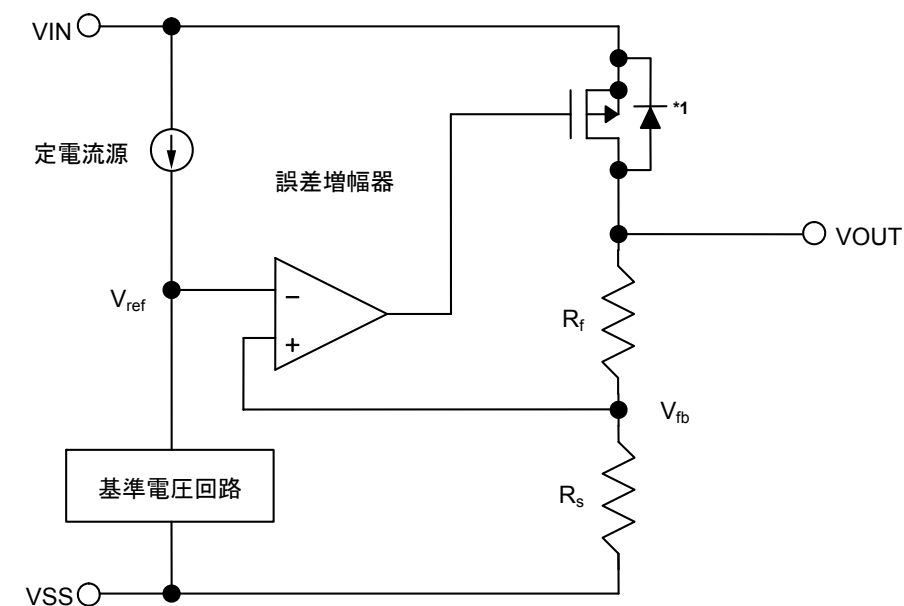 VIN
*1
定電流源
誤差増幅器
VOUT
Vref
−
Rf
+
Vfb
基準電圧回路
Rs
VSS